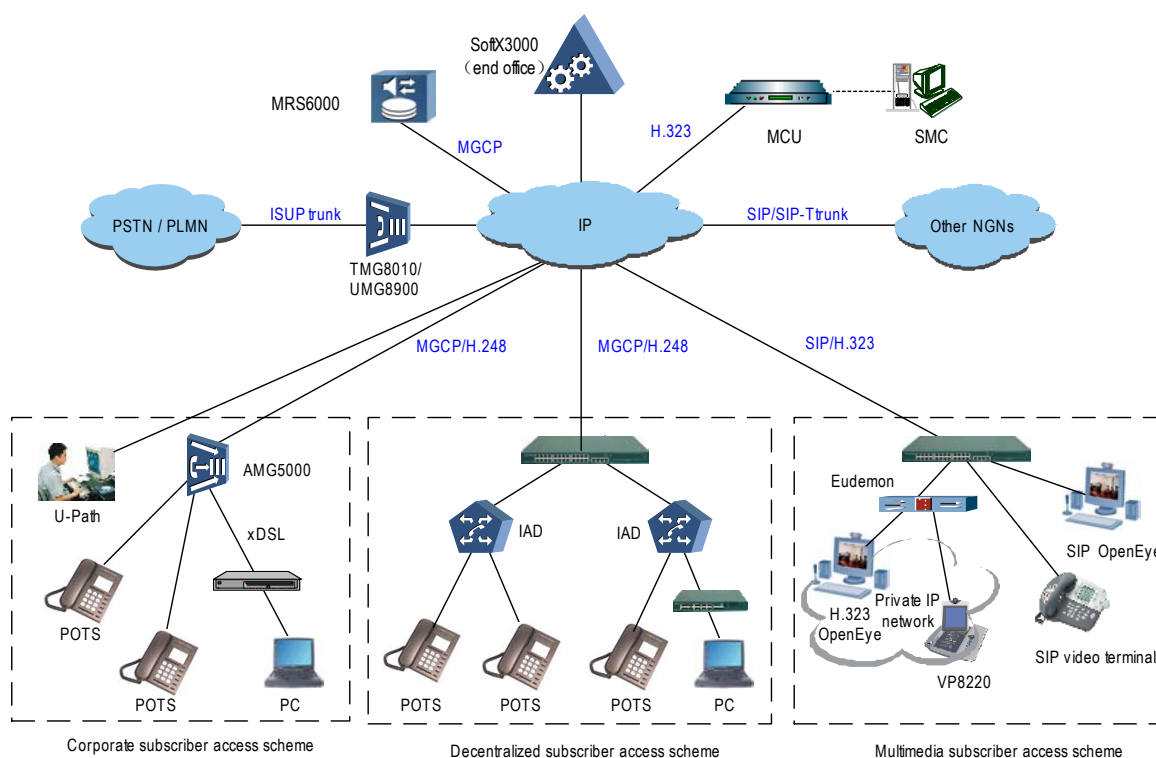 SoftX3000
(end office)
MRS6000
MGCP
H.323
MCU
SMC
PSTN / PLMN
ISUP trunk
IP
SIP/SIP-Ttrunk
Other NGNs
TMG8010/
UMG8900
MGCP/H.248
MGCP/H.248
SIP/H.323
U-Path
AMG5000
xDSL
POTS
POTS
PC
IAD
IAD
POTS
POTS
POTS
PC
Eudemon
SIP OpenEye
H.323
OpenEye
Private IP
network
VP8220
SIP video terminal
Corporate subscriber access scheme
Decentralized subscriber access scheme
Multimedia subscriber access scheme